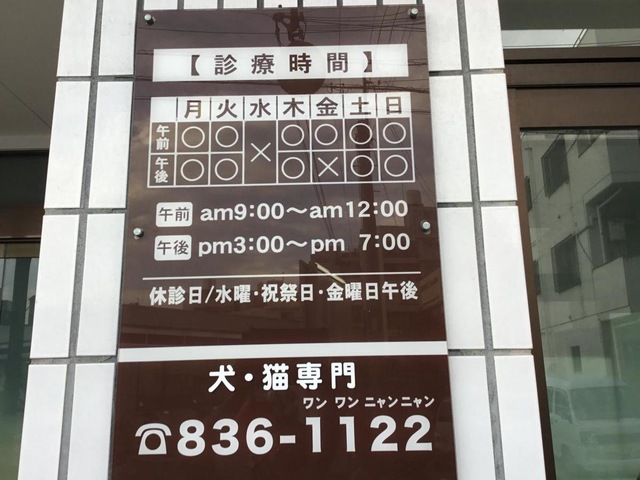 【診療時間】
月 火 水 木 金 土 日
午前 ○ ○ × ○ ○ ○ ○
午後 ○ ○ ○ × ○ ○
午前 am9:00～am12:00
午後 pm3:00～pm 7:00
休診日/水曜・祝祭日・金曜日午後
犬・猫専門
ワン ワン ニャンニャン
☎836-1122